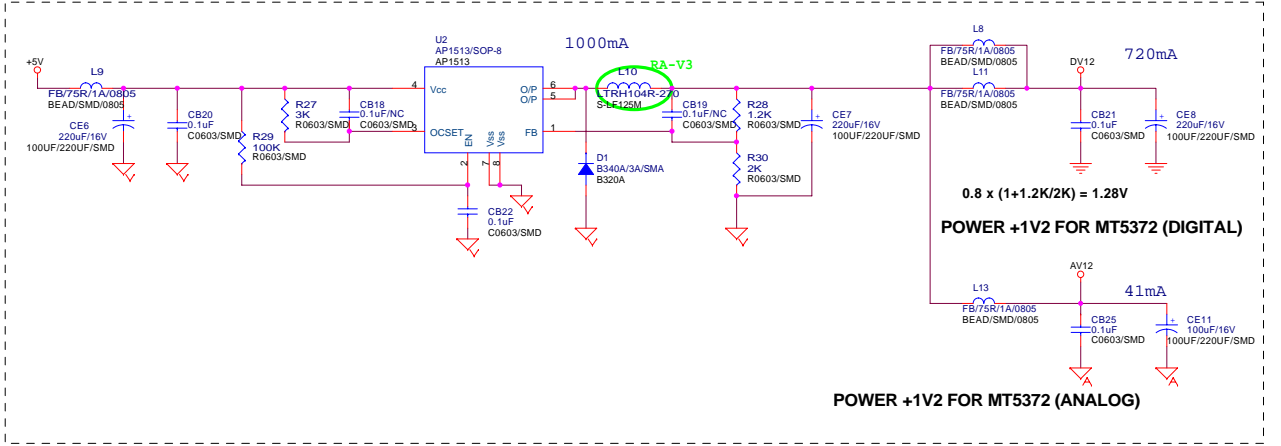 +5V
L9
FB/75R/1A/0805
BEAD/SMD/0805
CE6
220uF/16V
100UF/220UF/SMD
CB20
0.1uF
C0603/SMD
R29
100K
R0603/SMD
R27
3K
R0603/SMD
CB18
0.1uF/NC
C0603/SMD
U2
AP1513/SOP-8
AP1513
4
Vcc
3
OCSET
EN
2
Vss
7
Vss
8
O/P
6
O/P
5
FB
1
CB22
0.1uF
C0603/SMD
1000mA
RA-V3
L10
LTRH104R-270
S-LF125M
D1
B340A/3A/SMA
B320A
CB19
0.1uF/NC
C0603/SMD
R28
1.2K
R0603/SMD
R30
2K
R0603/SMD
CE7
220uF/16V
100UF/220UF/SMD
L8
FB/75R/1A/0805
BEAD/SMD/0805
L11
FB/75R/1A/0805
BEAD/SMD/0805
DV12
720mA
CB21
0.1uF
C0603/SMD
CE8
220uF/16V
100UF/220UF/SMD
0.8 x (1+1.2K/2K) = 1.28V
POWER +1V2 FOR MT5372 (DIGITAL)
AV12
41mA
L13
FB/75R/1A/0805
BEAD/SMD/0805
CB25
0.1uF
C0603/SMD
CE11
100uF/16V
100UF/220UF/SMD
A
A
POWER +1V2 FOR MT5372 (ANALOG)